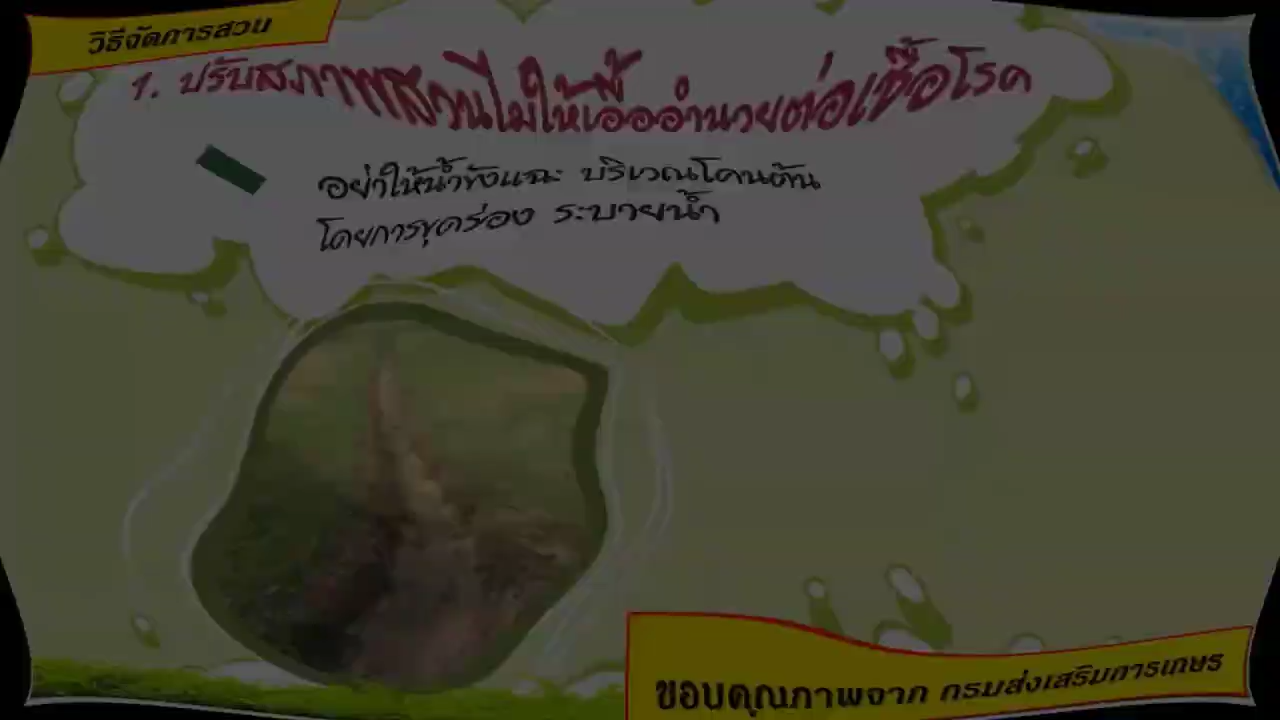 วิธีจัดการสวน
1. ปรับสภาพสวนไม่ให้เอื้ออำนวยต่อเชื้อโรค
อย่าให้น้ำขังแฉะ บริเวณโคนต้น
โดยการขุดร่อง ระบายน้ำ
ขอบคุณภาพจาก กรมส่งเสริมการเกษร